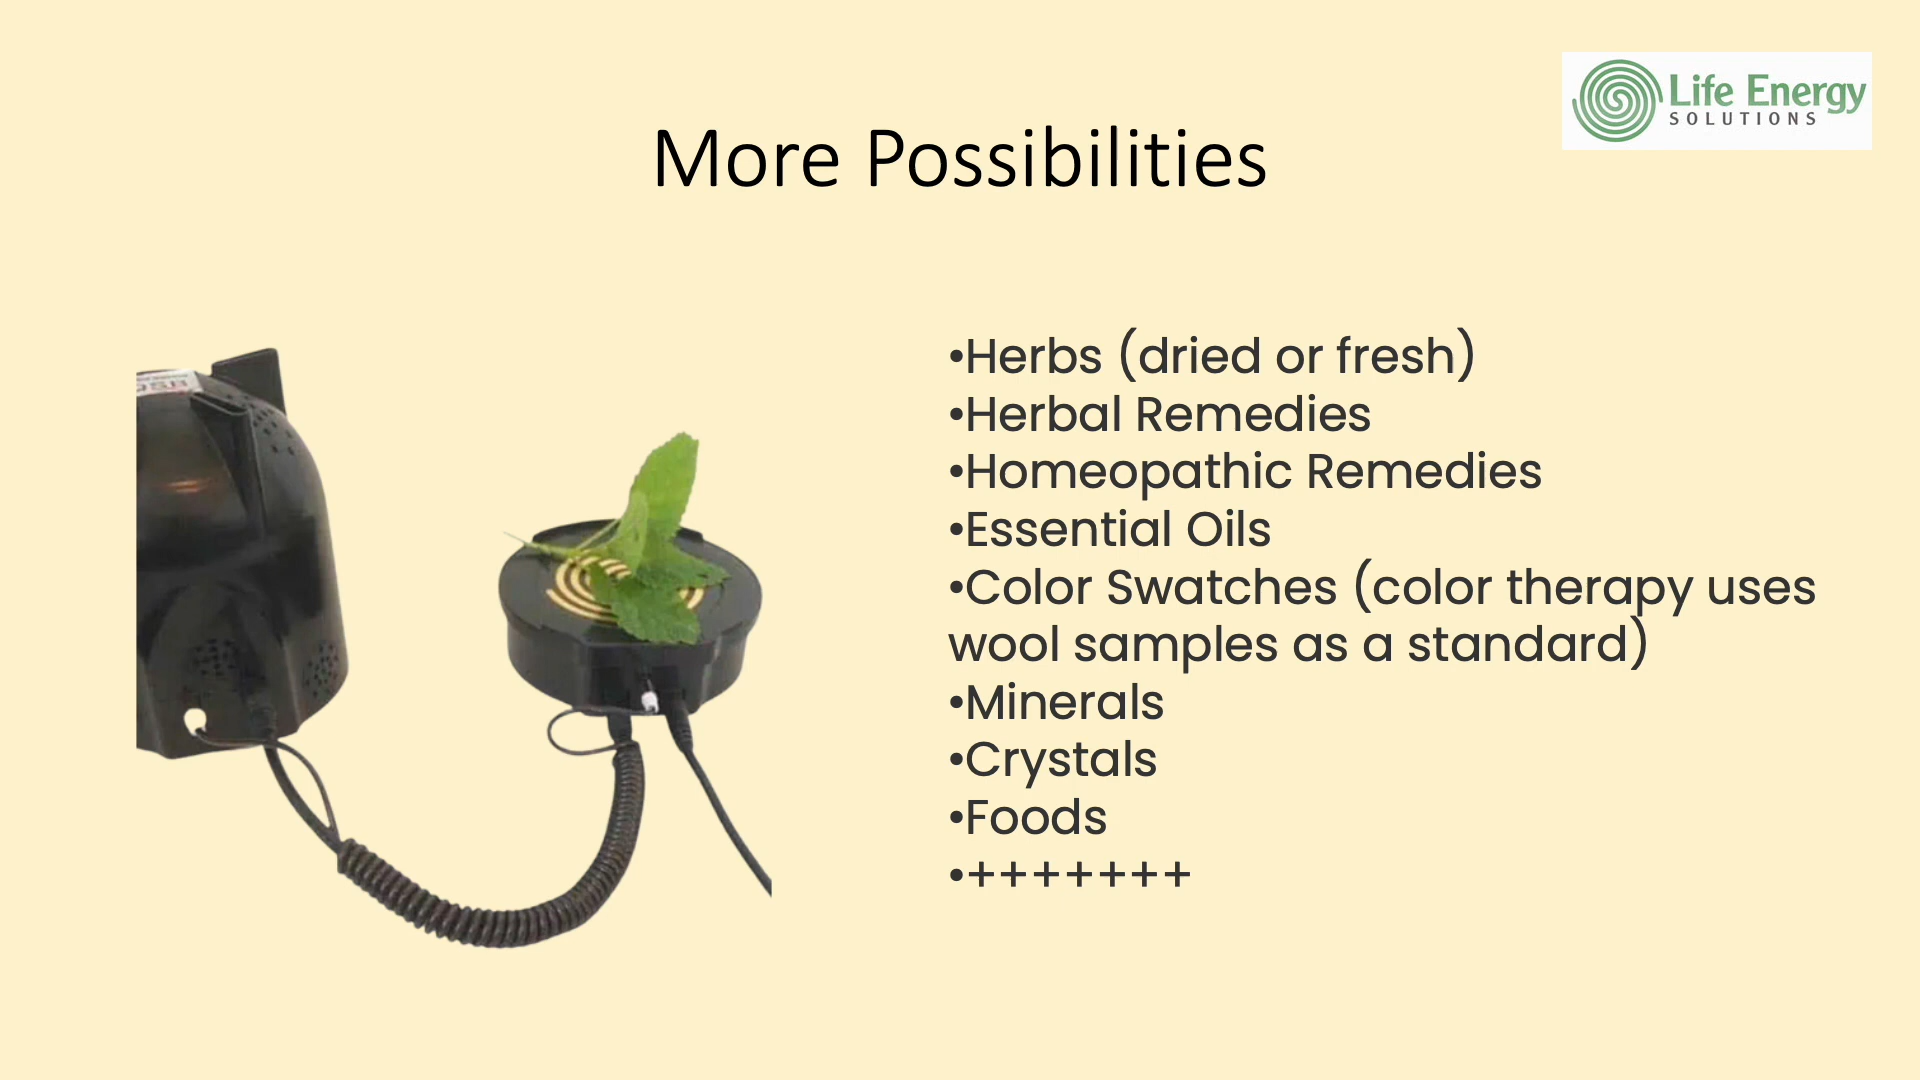 Life Energy
SOLUTIONS
More Possibilities
•Herbs (dried or fresh)
•Herbal Remedies
•Homeopathic Remedies
•Essential Oils
•Color Swatches (color therapy uses
wool samples as a standard)
•Minerals
•Crystals
•Foods
•+++++++